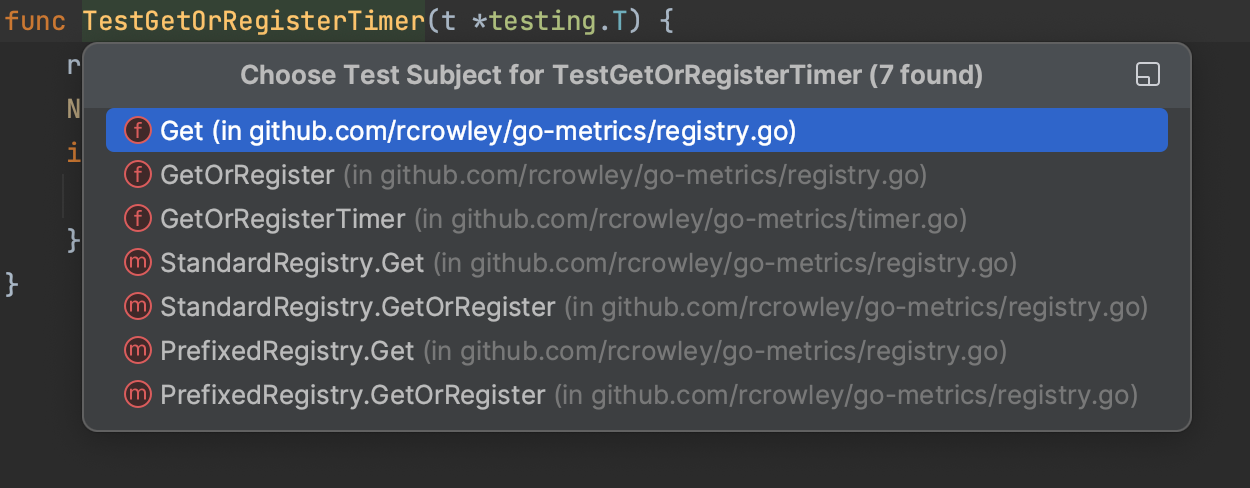 func TestGetOrRegisterTimer(t *testing.T) {
r
Choose Test Subject for TestGetOrRegisterTimer (7 found)
N
f Get (in github.com/rcrowley/go-metrics/registry.go)
i
f GetOrRegister (in github.com/rcrowley/go-metrics/registry.go)
f GetOrRegisterTimer (in github.com/rcrowley/go-metrics/timer.go)
}
m StandardRegistry.Get (in github.com/rcrowley/go-metrics/registry.go)
}
m StandardRegistry.GetOrRegister (in github.com/rcrowley/go-metrics/registry.go)
m PrefixedRegistry.Get (in github.com/rcrowley/go-metrics/registry.go)
m PrefixedRegistry.GetOrRegister (in github.com/rcrowley/go-metrics/registry.go)